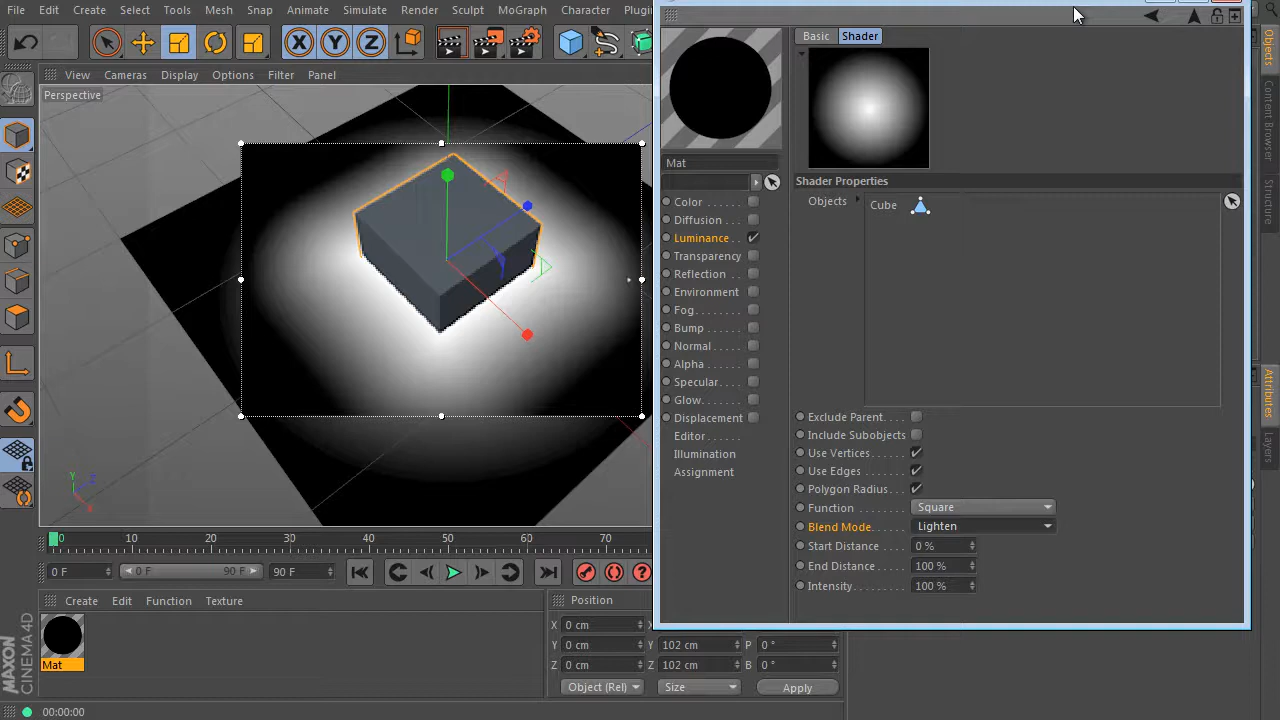 File Edit Create Select Tools Mesh Snap Animate Simulate Render Sculpt MoGraph Character
X Y Z
View Cameras Display Options Filter Panel
Perspective
Basic Shader
Mat
Shader Properties
Objects Cube
Color
Diffusion
Luminance
Transparency
Reflection
Environment
Fog
Bump
Normal
Alpha
Specular
Glow
Displacement
Editor
Illumination
Assignment
Exclude Parent
Include Subobjects
Use Vertices
Use Edges
Polygon Radius
Function Square
Blend Mode Lighten
Start Distance 0 %
End Distance 100 %
Intensity 100 %
Objects
Content Browser
Structure
Attributes
Layers
Y
0 10 20 30 40 50 60 70
0 F 0 F 90 F 90 F
Create Edit Function Texture
Mat
Position
X 0 cm
Y 0 cm Y 102 cm P 0 °
Z 0 cm Z 102 cm B 0 °
Object (Rel) Size Apply
MAXON
CINEMA 4D
00:00:00